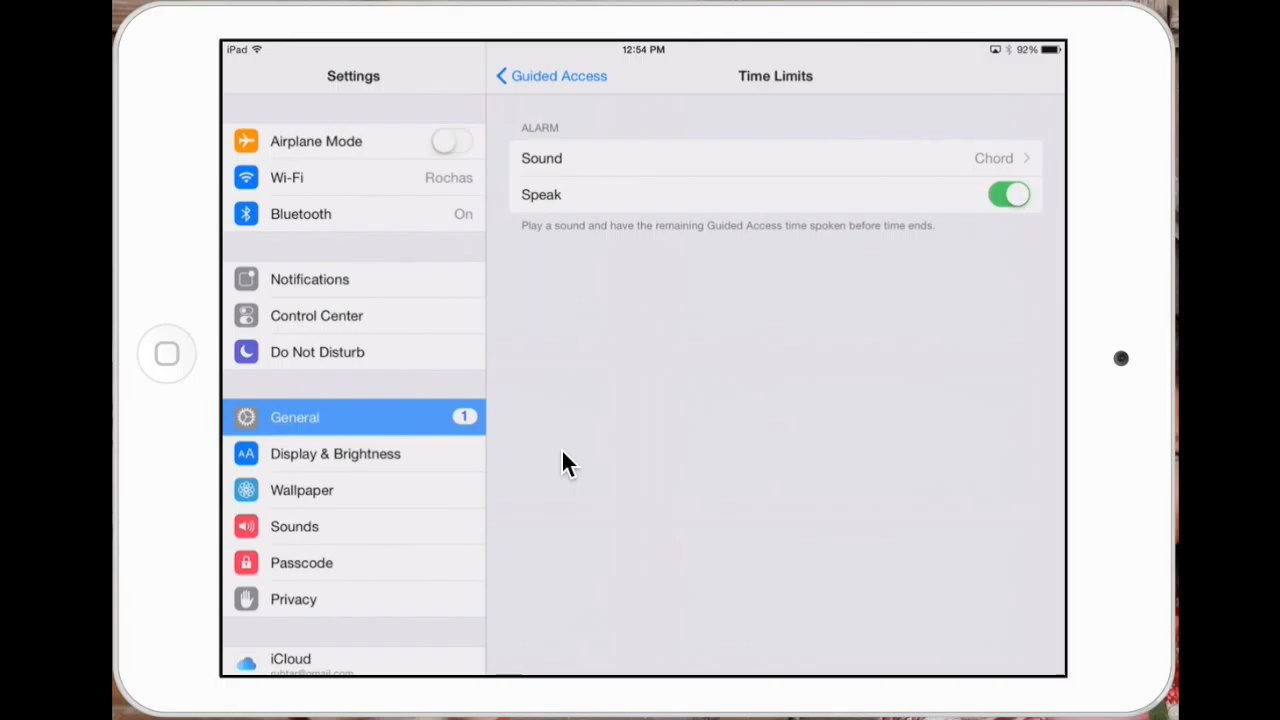 iPad 12:54 PM 92%
Settings
Guided Access Time Limits
Airplane Mode
Wi-Fi Rochas
Bluetooth On
Notifications
Control Center
Do Not Disturb
General 1
AA Display & Brightness
Wallpaper
Sounds
Passcode
Privacy
iCloud
ALARM
Sound Chord
Speak
Play a sound and have the remaining Guided Access time spoken before time ends.